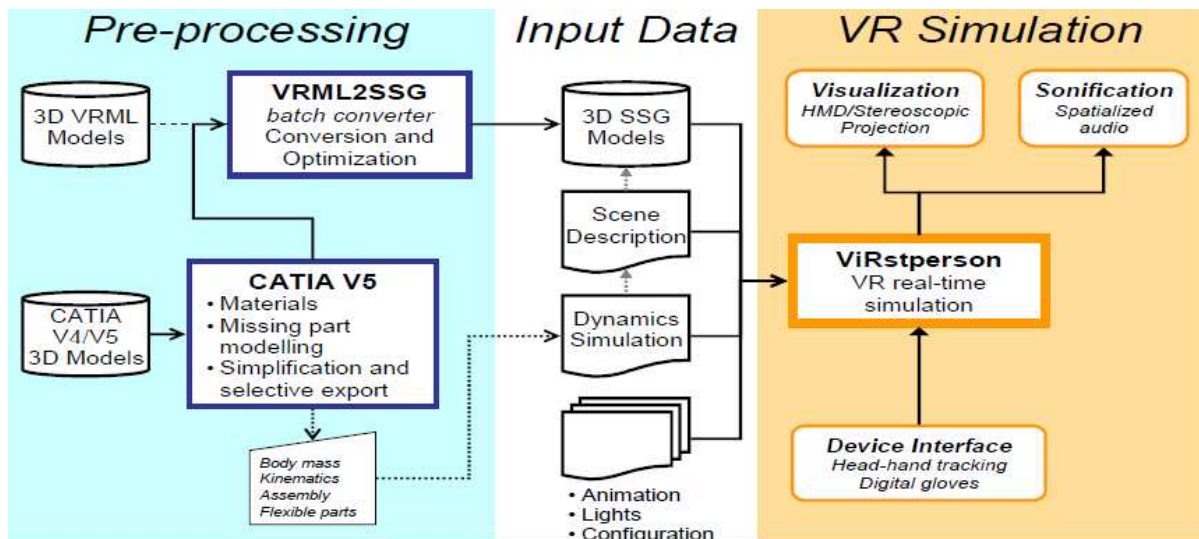 Pre-processing
Input Data
VR Simulation
3D VRML
Models
VRML2SSG
batch converter
Conversion and
Optimization
CATIA
V4/V5
3D Models
CATIA V5
• Materials
• Missing part
modelling
• Simplification and
selective export
Body mass
Kinematics
Assembly
Flexible parts
3D SSG
Models
Scene
Description
Dynamics
Simulation
• Animation
• Lights
• Configuration
Visualization
HMD/Stereoscopic
Projection
Sonification
Spatialized
audio
ViRstperson
VR real-time
simulation
Device Interface
Head-hand tracking
Digital gloves